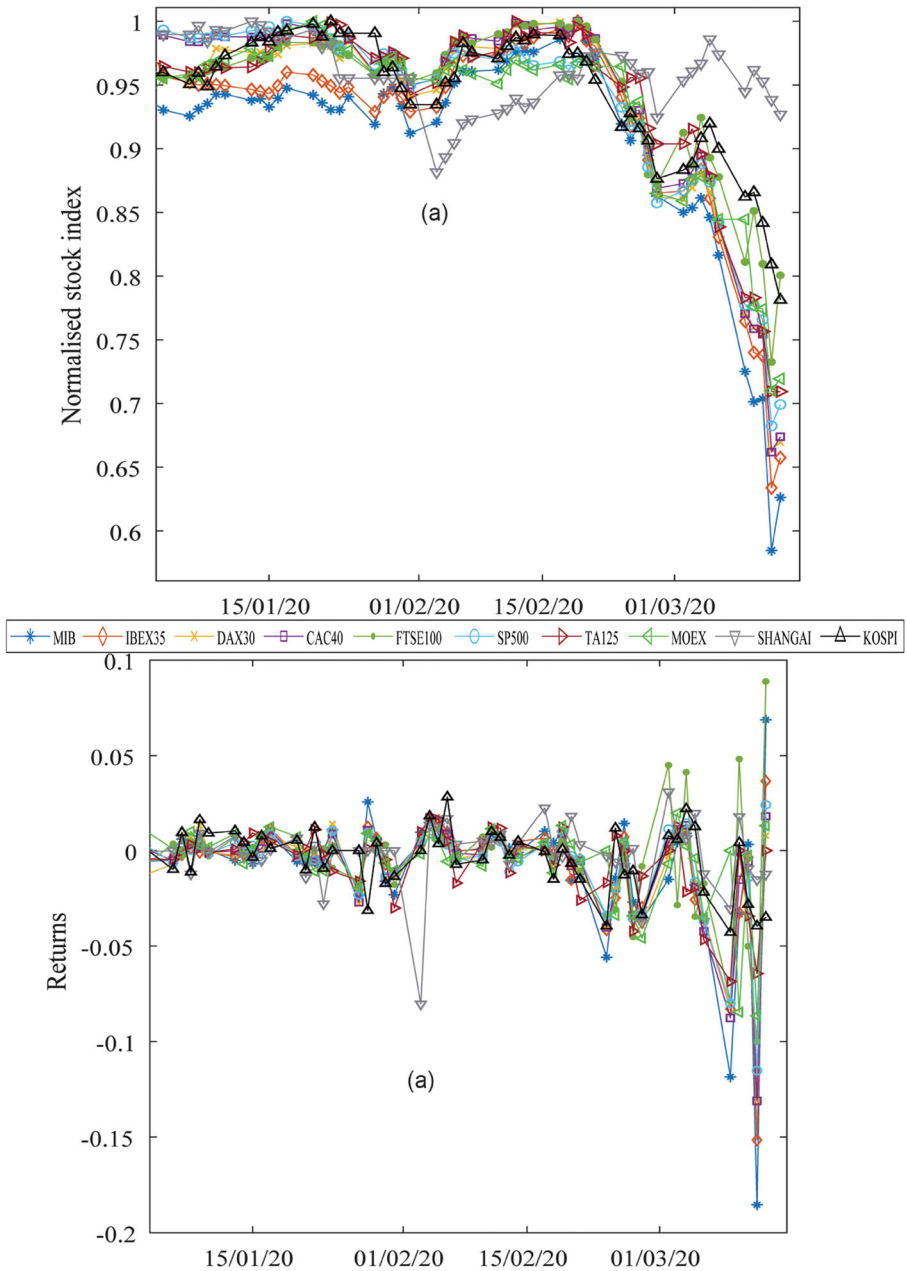 1
0.95
0.9
(a)
0.85
0.8
0.75
0.7
0.65
0.6
Normalised stock index
15/01/20 01/02/20 15/02/20 01/03/20
MIB IBEX35 DAX30 CAC40 FTSE100 SP500 TA125 MOEX SHANGAI KOSPI
0.1
0.05
0
-0.05
-0.1
(a)
-0.15
-0.2
Returns
15/01/20 01/02/20 15/02/20 01/03/20